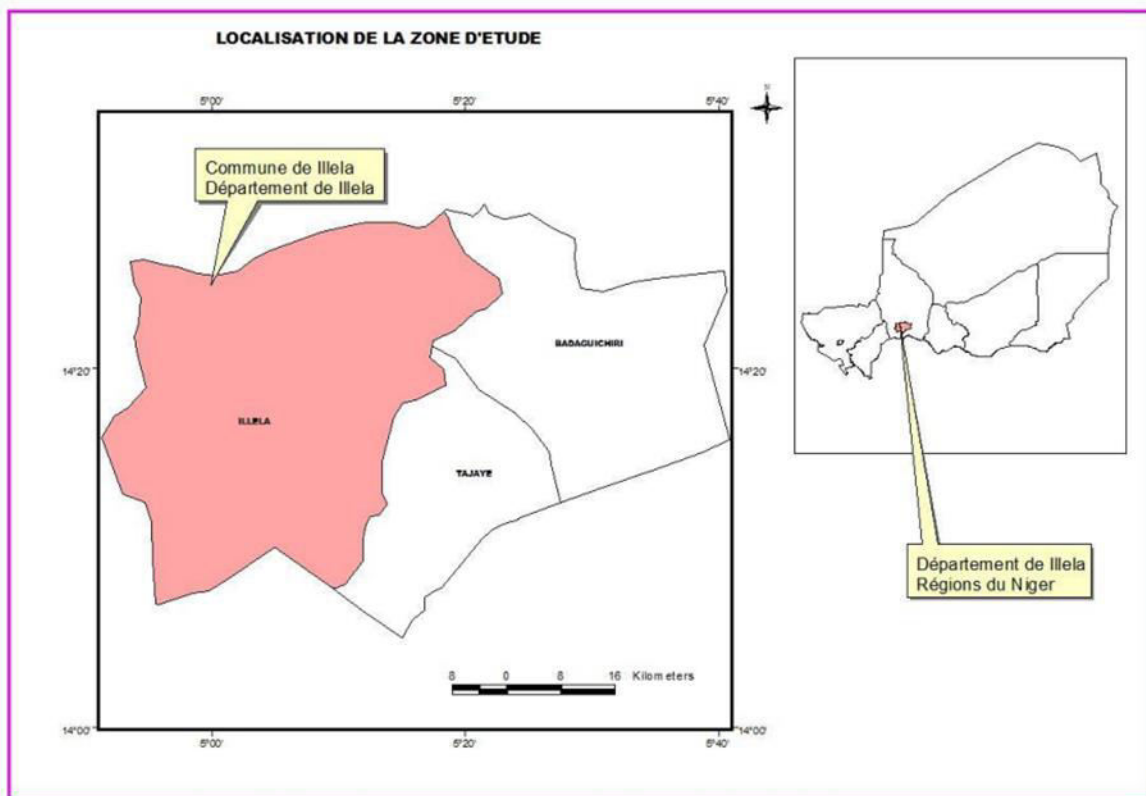 LOCALISATION DE LA ZONE D'ETUDE
5°00'
5°20'
5°40'
N
Commune de Illela
Département de Illela
BADAGUICHIRI
14°20'
14°20'
ILLELA
TAJAYE
Département de Illela
Régions du Niger
8 0 8 16 Kilometers
14°00'
14°00'
5°00'
5°20'
5°40'